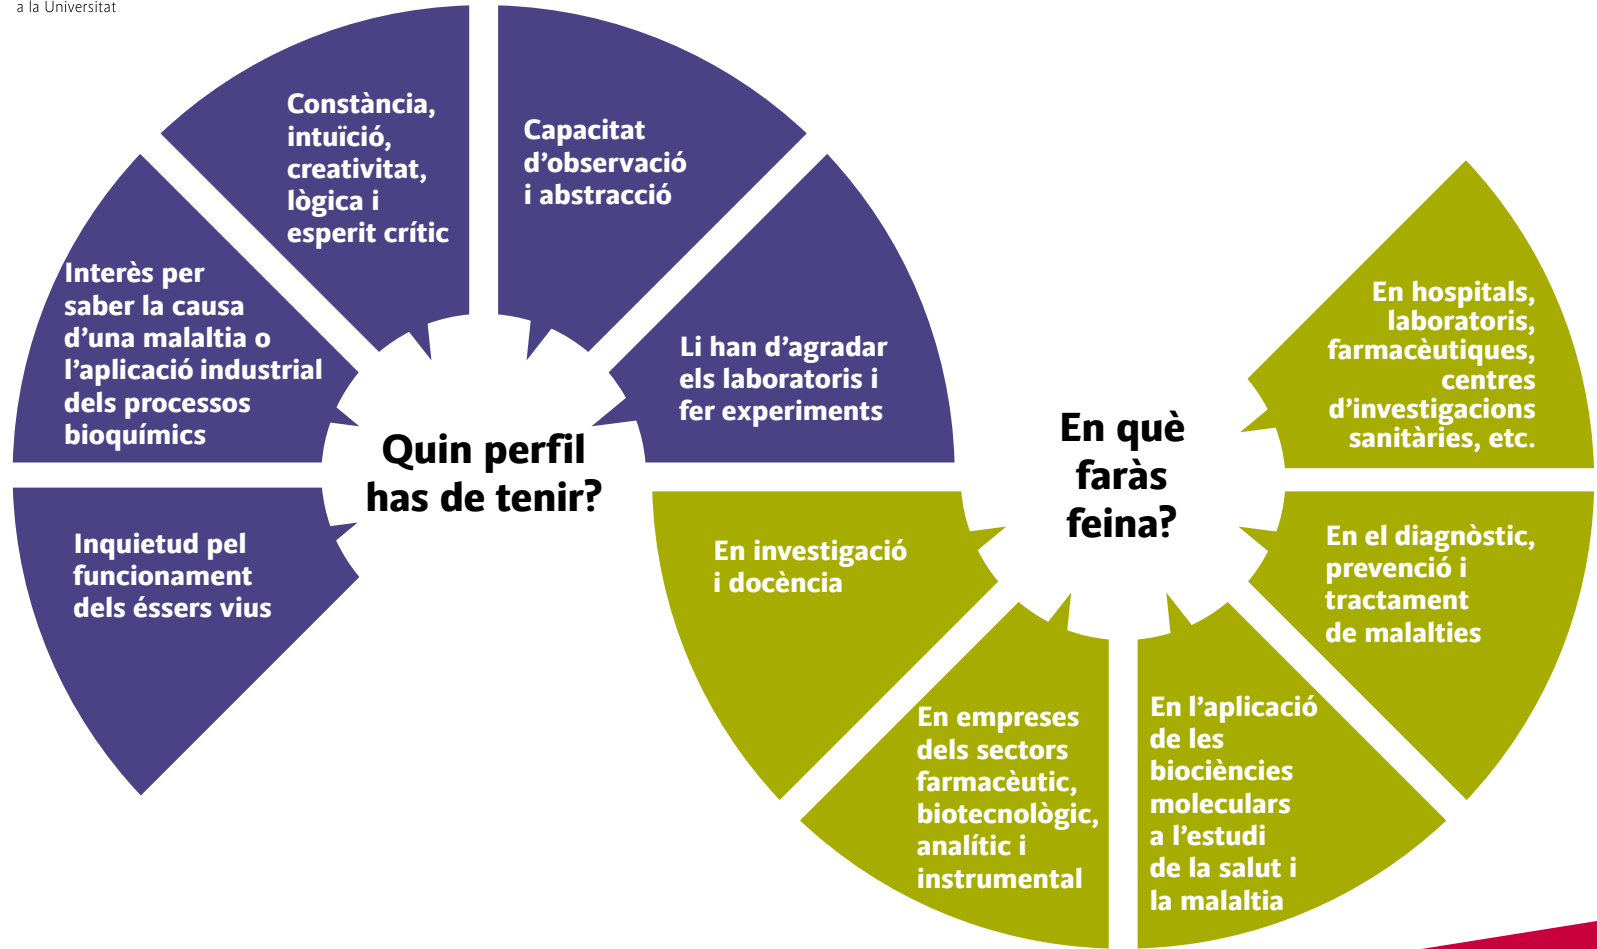 a la Universitat
Constància,
intuïció,
creativitat,
lògica i
esperit crític
Capacitat
d'observació
i abstracció
Interès per
saber la causa
d'una malaltia o
l'aplicació industrial
dels processos
bioquímics
Li han d'agradar
els laboratoris i
fer experiments
Quin perfil
has de tenir?
Inquietud pel
funcionament
dels éssers vius
En què
faràs
feina?
En hospitals,
laboratoris,
farmacèutiques,
centres
d'investigacions
sanitàries, etc.
En investigació
i docència
En el diagnòstic,
prevenció i
tractament
de malalties
En empreses
dels sectors
farmacèutic,
biotecnològic,
analític i
instrumental
En l'aplicació
de les
biociències
moleculars
a l'estudi
de la salut i
la malaltia